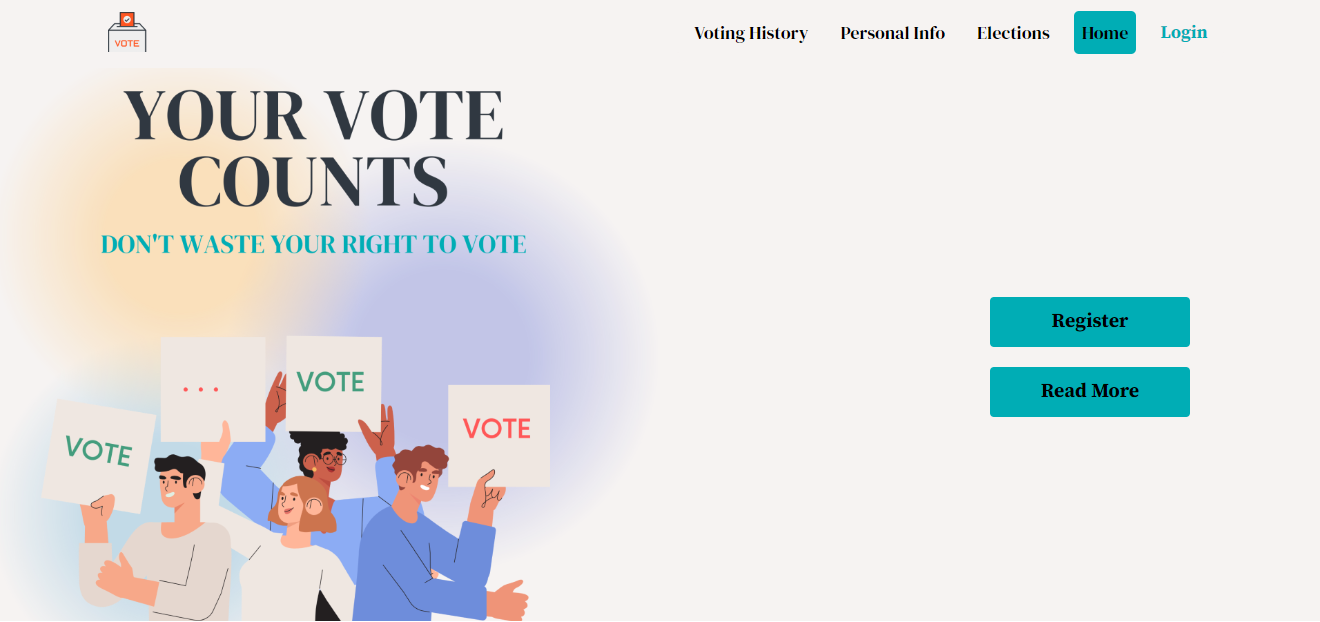 VOTE
Voting History Personal Info Elections Home Login
YOUR VOTE
COUNTS
DON'T WASTE YOUR RIGHT TO VOTE
Register
Read More
. . .
VOTE
VOTE
VOTE